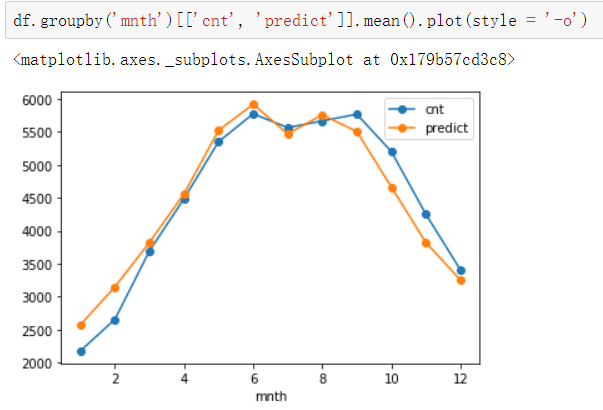 df.groupby('mnth')[['cnt', 'predict']].mean().plot(style = '-o')
<matplotlib.axes._subplots.AxesSubplot at 0x179b57cd3c8>
6000
5500
5000
4500
4000
3500
3000
2500
2000
cnt
predict
2 4 6 8 10 12
mnth